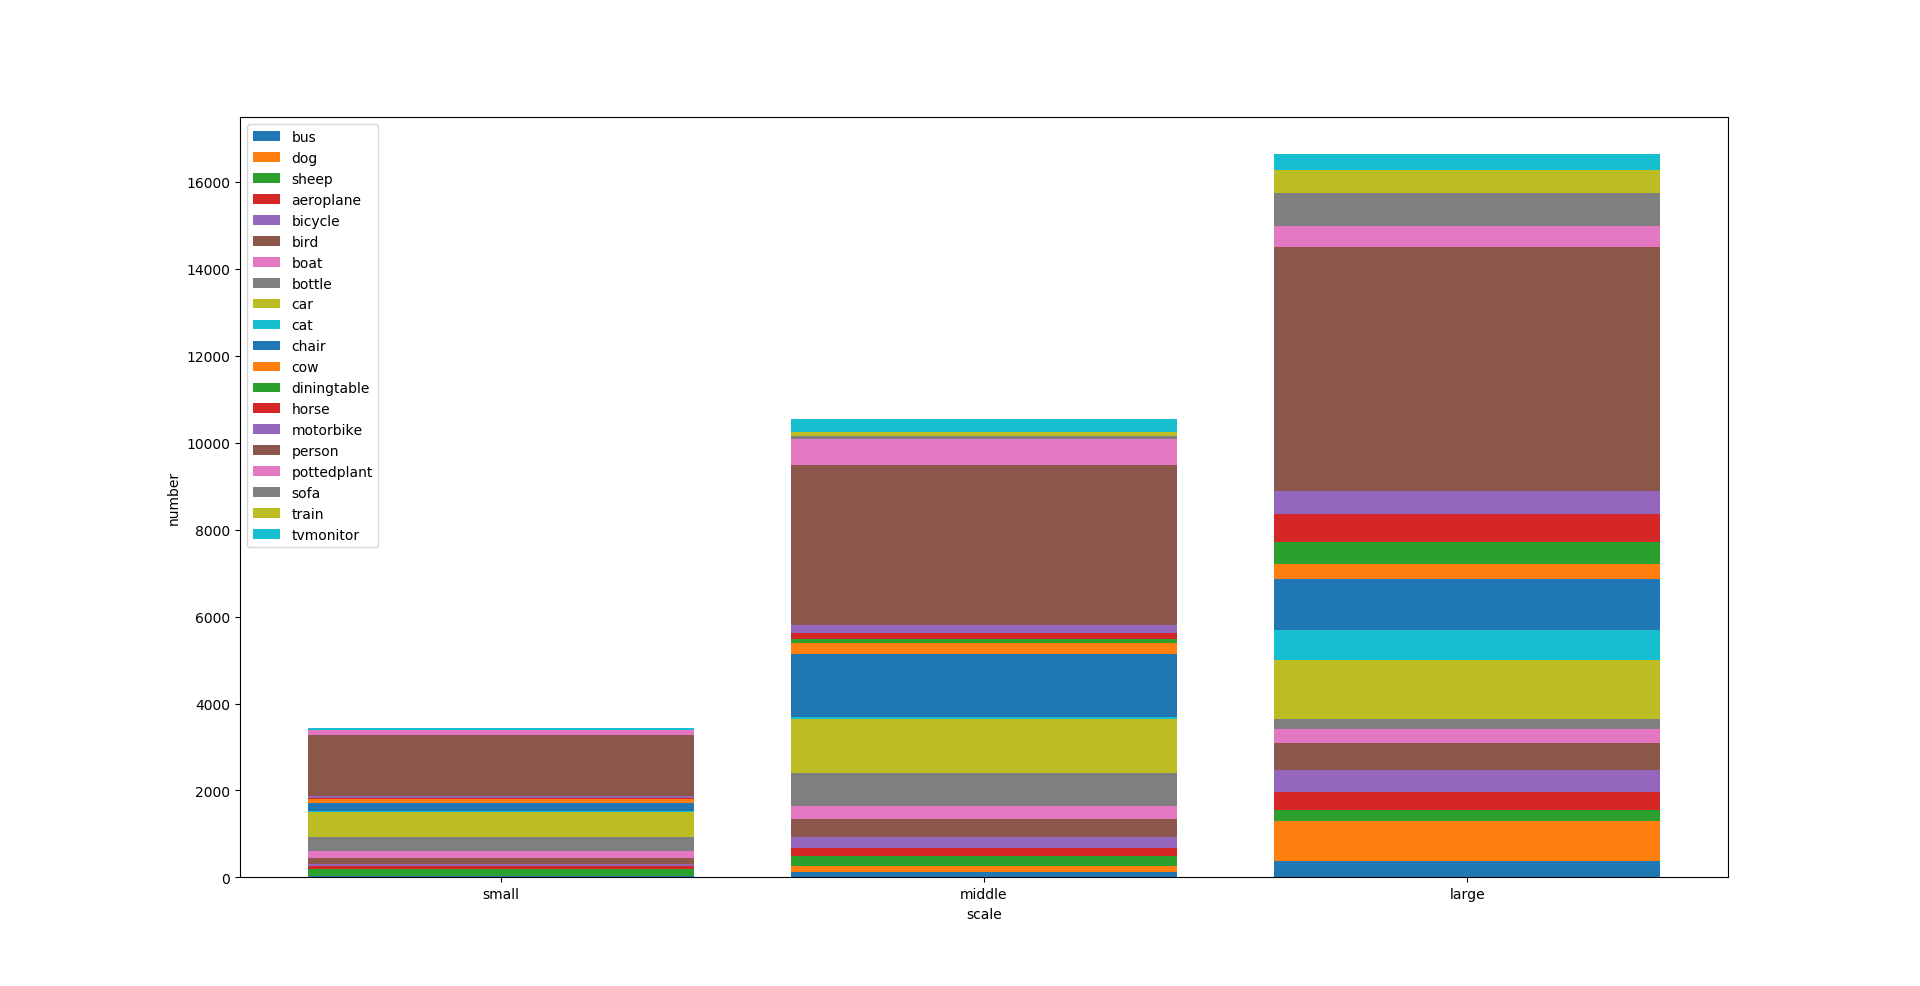 bus
dog
sheep
aeroplane
bicycle
bird
boat
bottle
car
cat
chair
cow
diningtable
horse
motorbike
person
pottedplant
sofa
train
tvmonitor
16000
14000
12000
10000
8000
6000
4000
2000
0
number
small middle large
scale